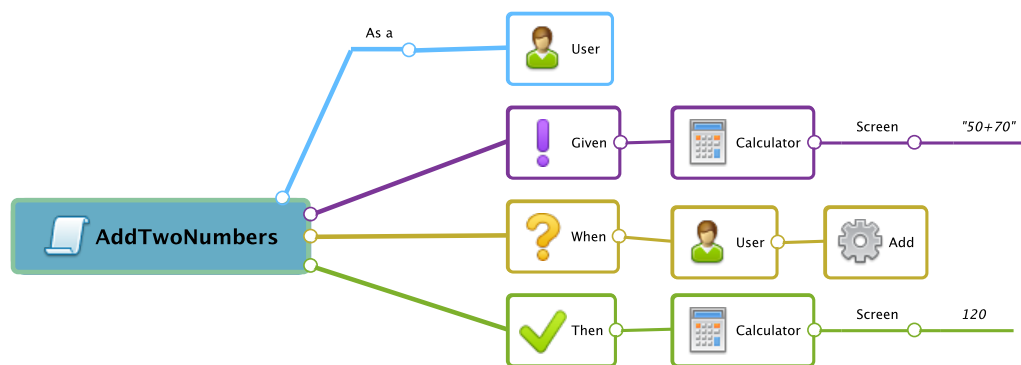 As a
User
Given
Calculator
Screen
"50+70"
AddTwoNumbers
When
User
Add
Then
Calculator
Screen
120